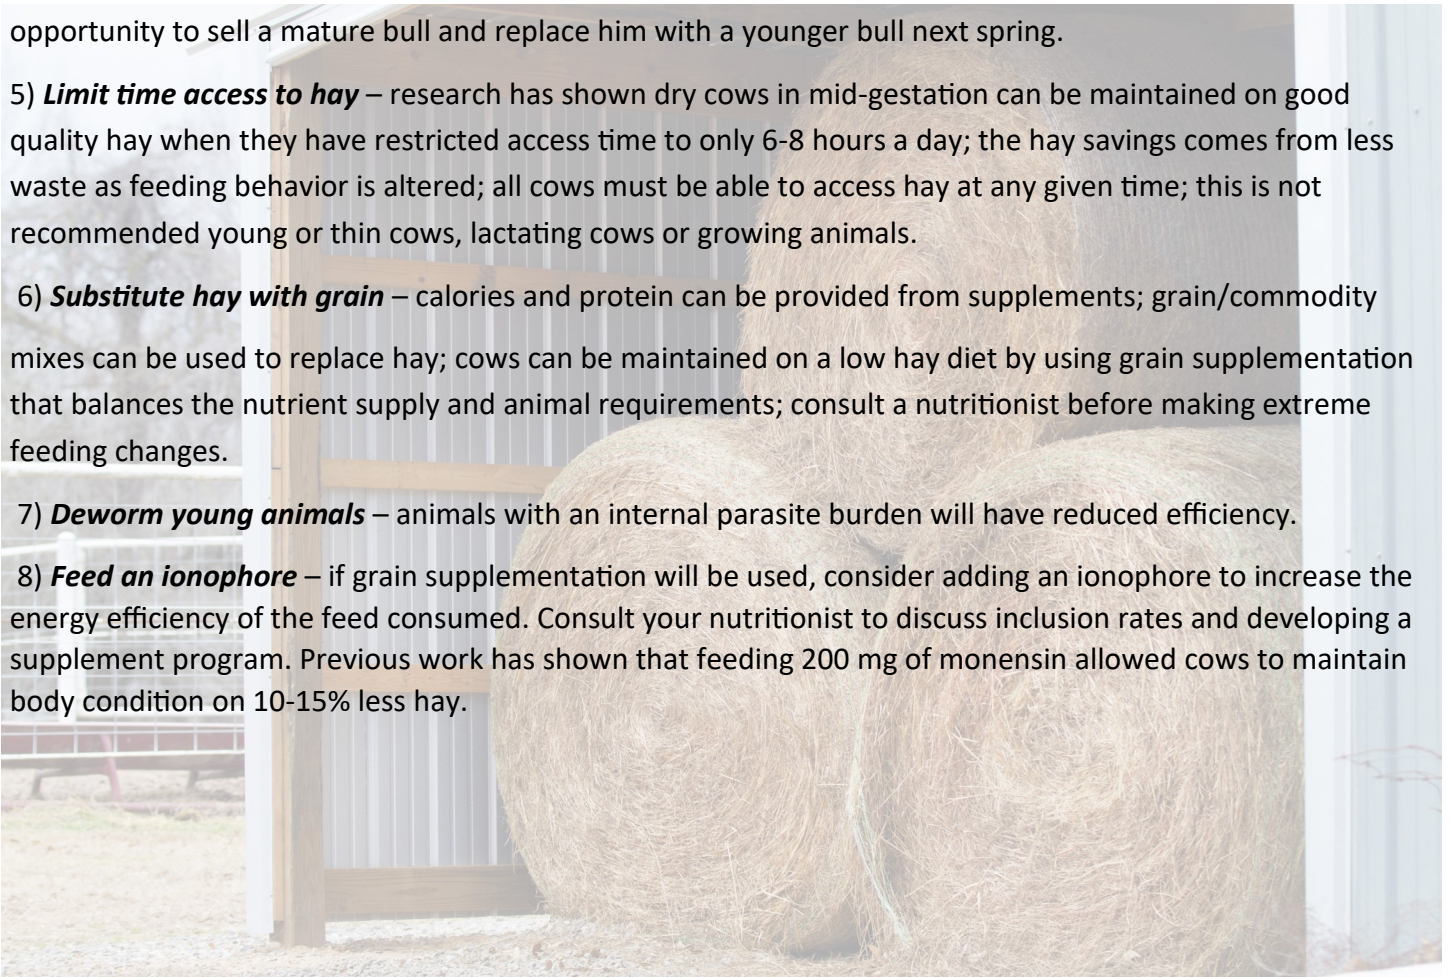 opportunity to sell a mature bull and replace him with a younger bull next spring.
5) Limit time access to hay – research has shown dry cows in mid-gestation can be maintained on good
quality hay when they have restricted access time to only 6-8 hours a day; the hay savings comes from less
waste as feeding behavior is altered; all cows must be able to access hay at any given time; this is not
recommended young or thin cows, lactating cows or growing animals.
6) Substitute hay with grain – calories and protein can be provided from supplements; grain/commodity
mixes can be used to replace hay; cows can be maintained on a low hay diet by using grain supplementation
that balances the nutrient supply and animal requirements; consult a nutritionist before making extreme
feeding changes.
7) Deworm young animals – animals with an internal parasite burden will have reduced efficiency.
8) Feed an ionophore – if grain supplementation will be used, consider adding an ionophore to increase the
energy efficiency of the feed consumed. Consult your nutritionist to discuss inclusion rates and developing a
supplement program. Previous work has shown that feeding 200 mg of monensin allowed cows to maintain
body condition on 10-15% less hay.